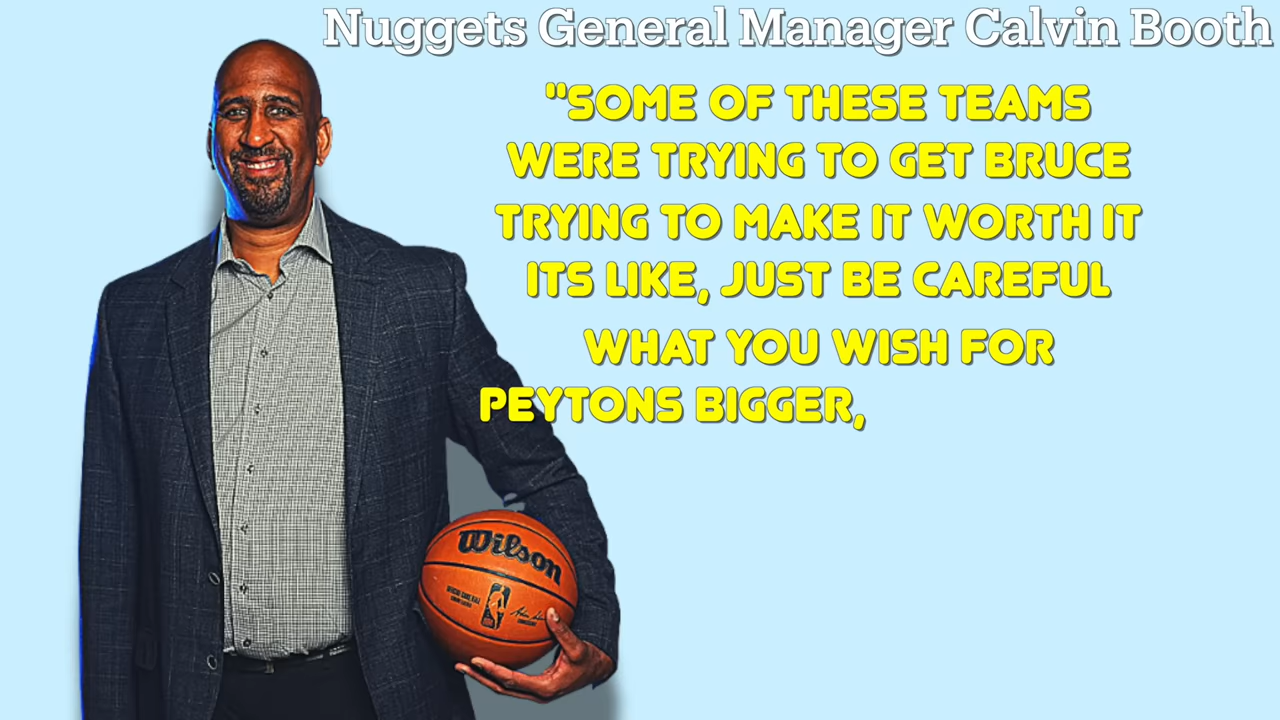 Nuggets General Manager Calvin Booth
"SOME OF THESE TEAMS
WERE TRYING TO GET BRUCE
TRYING TO MAKE IT WORTH IT
ITS LIKE, JUST BE CAREFUL
WHAT YOU WISH FOR
PEYTONS BIGGER,
Wilson